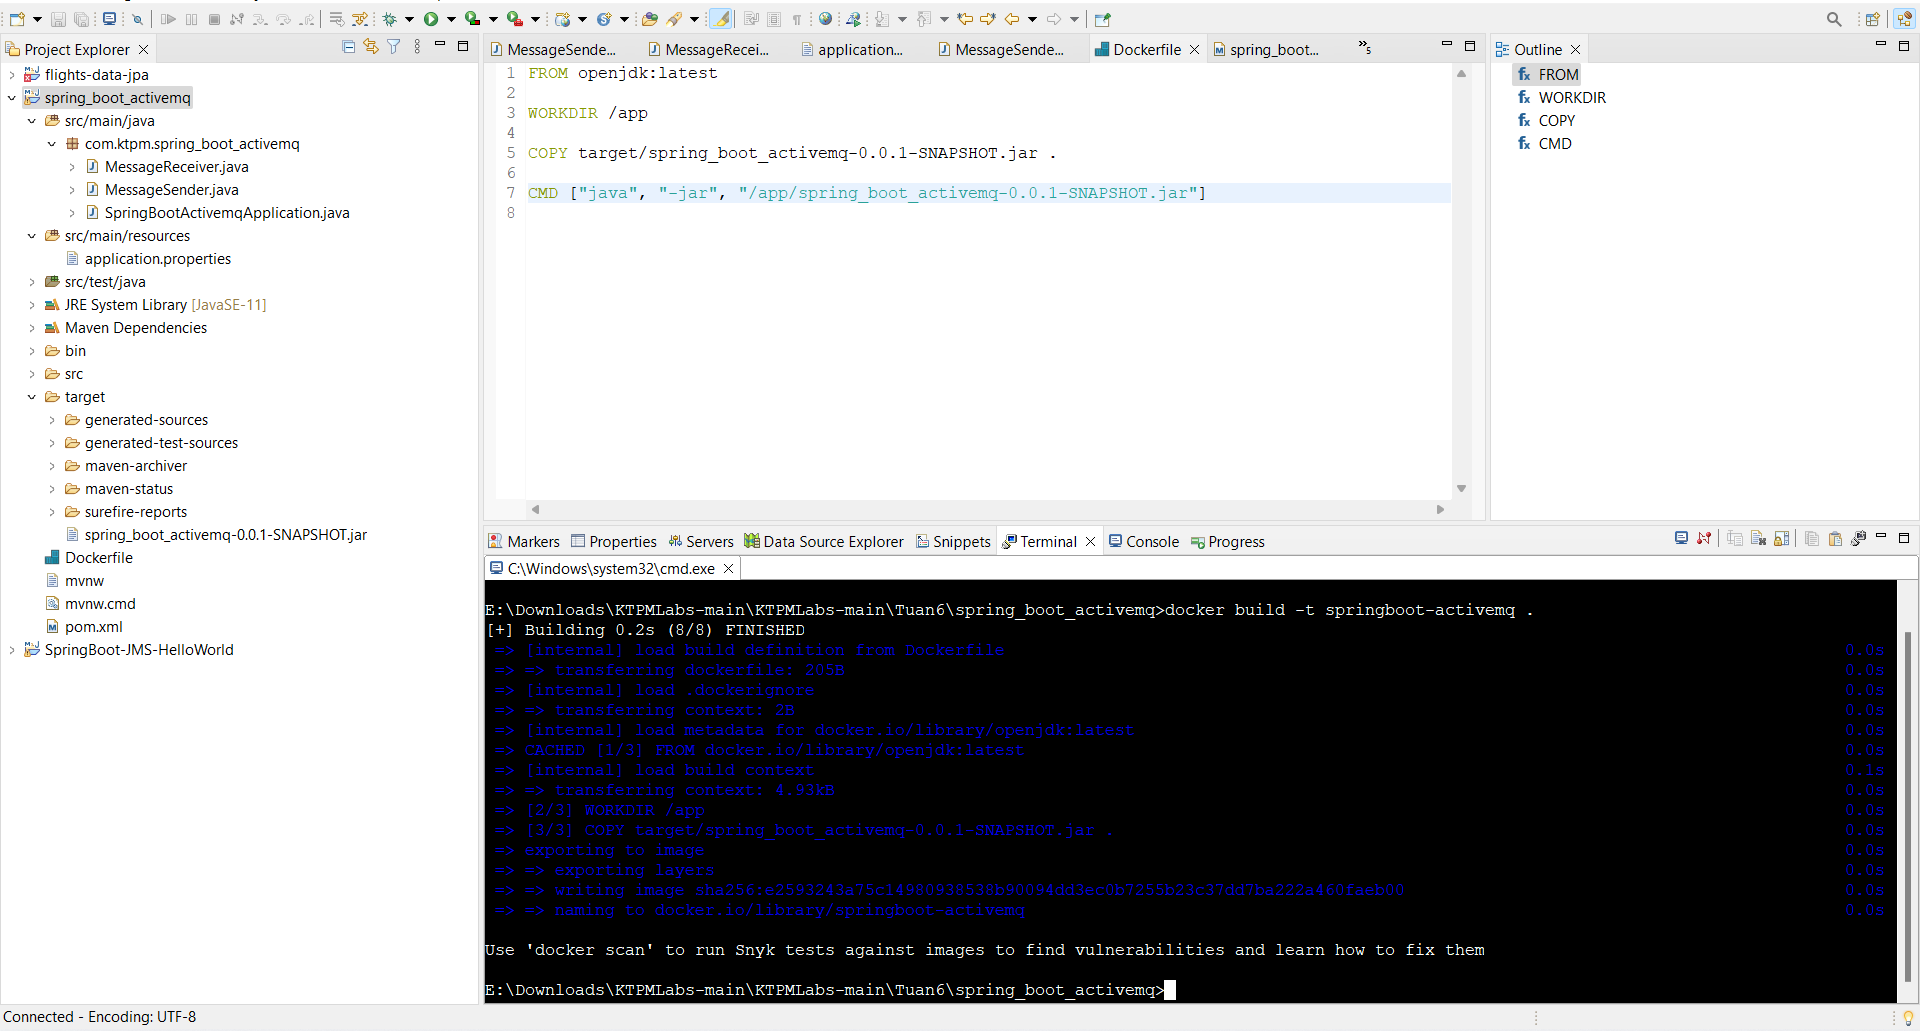 Project Explorer
flights-data-jpa
spring_boot_activemq
src/main/java
com.ktpm.spring_boot_activemq
MessageReceiver.java
MessageSender.java
SpringBootActivemqApplication.java
src/main/resources
application.properties
src/test/java
JRE System Library [JavaSE-11]
Maven Dependencies
bin
src
target
generated-sources
generated-test-sources
maven-archiver
maven-status
surefire-reports
spring_boot_activemq-0.0.1-SNAPSHOT.jar
Dockerfile
mvnw
mvnw.cmd
pom.xml
SpringBoot-JMS-HelloWorld
MessageSende... MessageRecei... application... MessageSende... Dockerfile spring_boot... »5
1 FROM openjdk:latest
2
3 WORKDIR /app
4
5 COPY target/spring_boot_activemq-0.0.1-SNAPSHOT.jar .
6
7 CMD ["java", "-jar", "/app/spring_boot_activemq-0.0.1-SNAPSHOT.jar"]
8
Outline
FROM
WORKDIR
COPY
CMD
Markers Properties Servers Data Source Explorer Snippets Terminal Console Progress
C:\Windows\system32\cmd.exe
E:\Downloads\KTPMLabs-main\KTPMLabs-main\Tuan6\spring_boot_activemq>docker build -t springboot-activemq .
[+] Building 0.2s (8/8) FINISHED
=> [internal] load build definition from Dockerfile 0.0s
=> => transferring dockerfile: 205B 0.0s
=> [internal] load .dockerignore 0.0s
=> => transferring context: 2B 0.0s
=> [internal] load metadata for docker.io/library/openjdk:latest 0.0s
=> CACHED [1/3] FROM docker.io/library/openjdk:latest 0.0s
=> [internal] load build context 0.1s
=> => transferring context: 4.93kB 0.0s
=> [2/3] WORKDIR /app 0.0s
=> [3/3] COPY target/spring_boot_activemq-0.0.1-SNAPSHOT.jar . 0.0s
=> exporting to image 0.0s
=> => exporting layers 0.0s
=> => writing image sha256:e2593243a75c14980938538b90094dd3ec0b7255b23c37dd7ba222a460faeb00 0.0s
=> => naming to docker.io/library/springboot-activemq 0.0s
Use 'docker scan' to run Snyk tests against images to find vulnerabilities and learn how to fix them
E:\Downloads\KTPMLabs-main\KTPMLabs-main\Tuan6\spring_boot_activemq>
Connected - Encoding: UTF-8